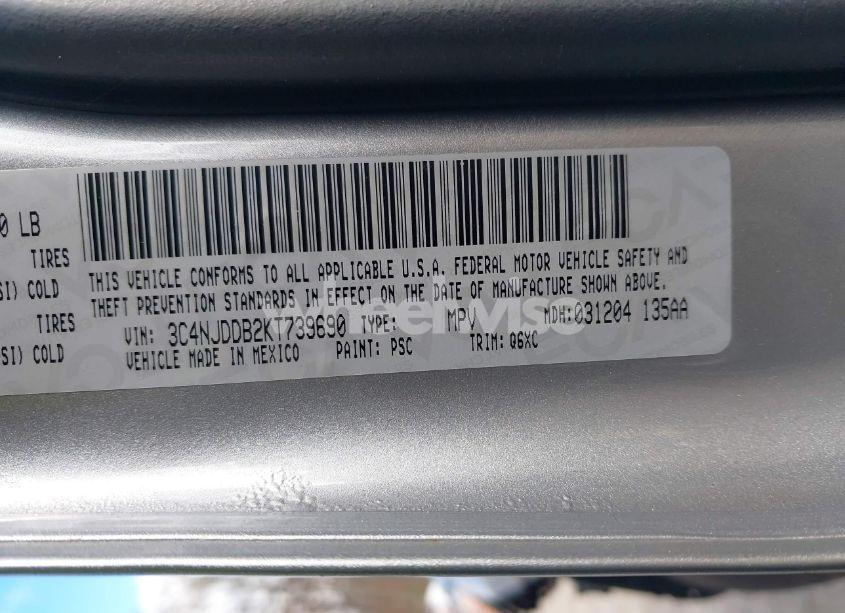 0 LB
TIRES
SI) COLD
TIRES
SI) COLD
THIS VEHICLE CONFORMS TO ALL APPLICABLE U.S.A. FEDERAL MOTOR VEHICLE SAFETY AND
THEFT PREVENTION STANDARDS IN EFFECT ON THE DATE OF MANUFACTURE SHOWN ABOVE.
VIN: 3C4NJDDB2KT739690 TYPE: MPV MDH:031204 135AA
VEHICLE MADE IN MEXICO PAINT: PSC TRIM: Q6XC
wheelwise